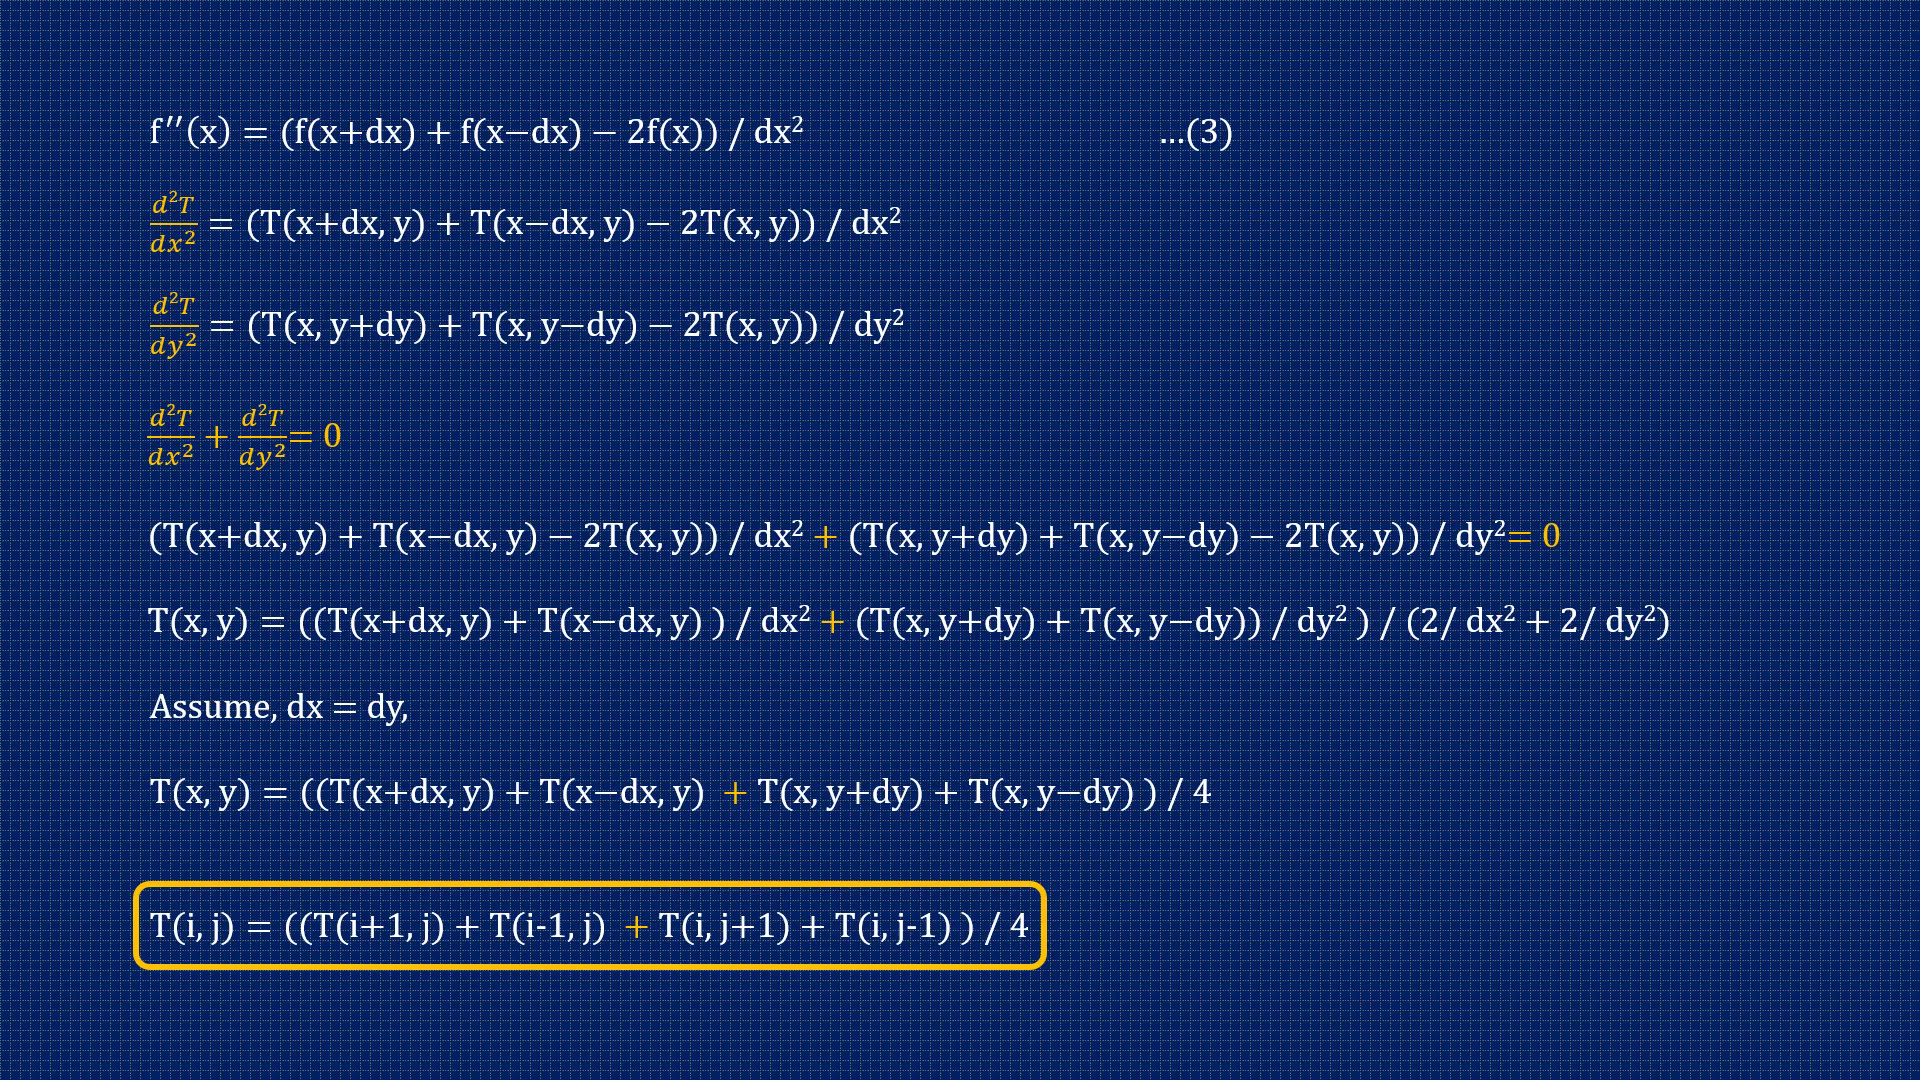 f′′(x) = (f(x+dx) + f(x−dx) − 2f(x)) / dx² ...(3)
d²T/dx² = (T(x+dx, y) + T(x−dx, y) − 2T(x, y)) / dx²
d²T/dy² = (T(x, y+dy) + T(x, y−dy) − 2T(x, y)) / dy²
d²T/dx² + d²T/dy² = 0
(T(x+dx, y) + T(x−dx, y) − 2T(x, y)) / dx² + (T(x, y+dy) + T(x, y−dy) − 2T(x, y)) / dy² = 0
T(x, y) = ((T(x+dx, y) + T(x−dx, y) ) / dx² + (T(x, y+dy) + T(x, y−dy)) / dy² ) / (2/ dx² + 2/ dy²)
Assume, dx = dy,
T(x, y) = ((T(x+dx, y) + T(x−dx, y) + T(x, y+dy) + T(x, y−dy) ) / 4
T(i, j) = ((T(i+1, j) + T(i-1, j) + T(i, j+1) + T(i, j-1) ) / 4